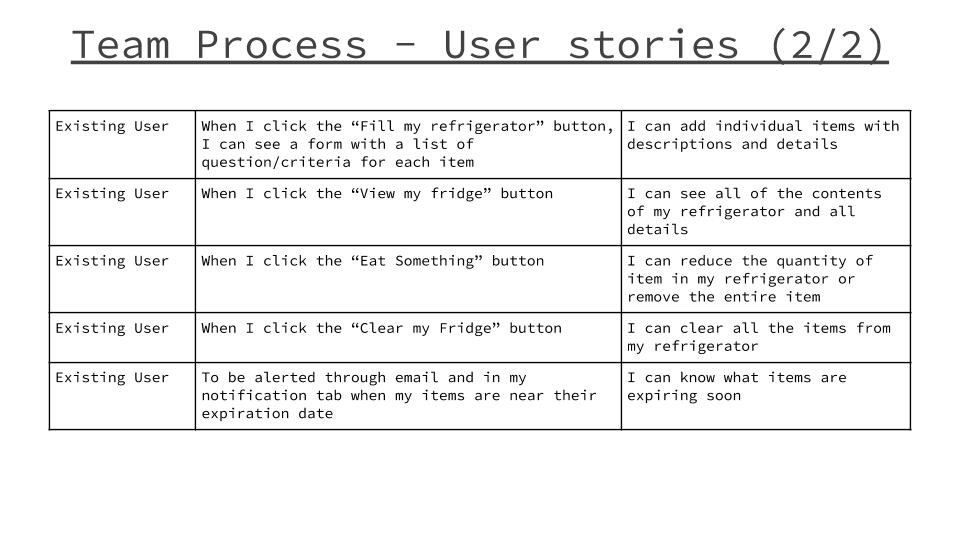 Team Process - User stories (2/2)
Existing User
When I click the “Fill my refrigerator” button,
I can see a form with a list of
question/criteria for each item
I can add individual items with
descriptions and details
Existing User
When I click the “View my fridge” button
I can see all of the contents
of my refrigerator and all
details
Existing User
When I click the “Eat Something” button
I can reduce the quantity of
item in my refrigerator or
remove the entire item
Existing User
When I click the “Clear my Fridge” button
I can clear all the items from
my refrigerator
Existing User
To be alerted through email and in my
notification tab when my items are near their
expiration date
I can know what items are
expiring soon